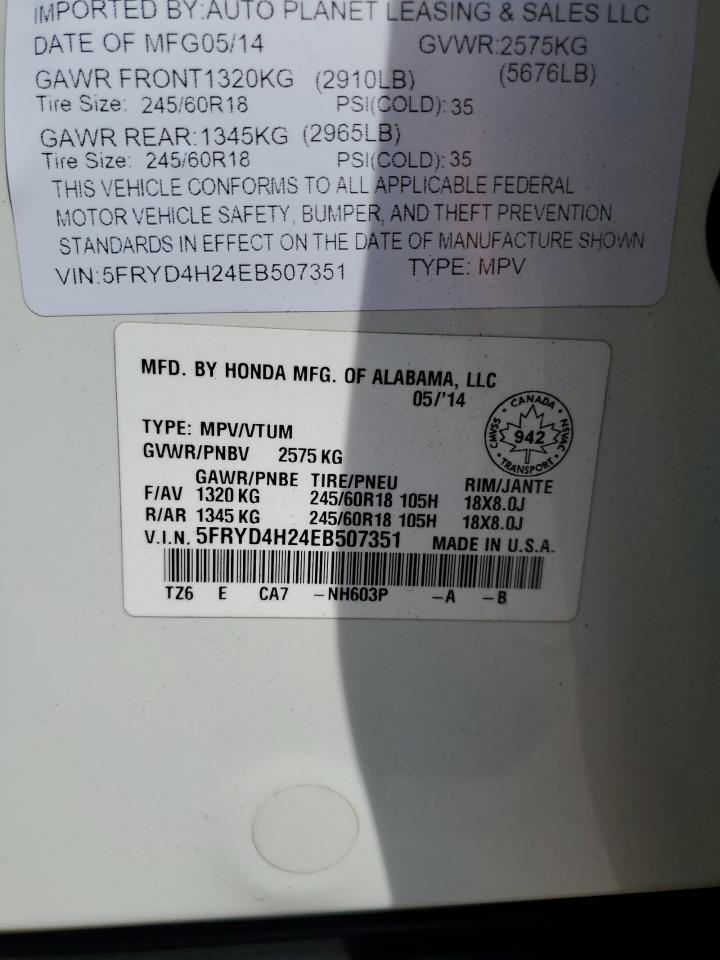 IMPORTED BY:AUTO PLANET LEASING & SALES LLC
DATE OF MFG05/14 GVWR:2575KG
(5676LB)
GAWR FRONT1320KG (2910LB)
Tire Size: 245/60R18 PSI(COLD): 35
GAWR REAR:1345KG (2965LB)
Tire Size: 245/60R18 PSI(COLD): 35
THIS VEHICLE CONFORMS TO ALL APPLICABLE FEDERAL
MOTOR VEHICLE SAFETY, BUMPER, AND THEFT PREVENTION
STANDARDS IN EFFECT ON THE DATE OF MANUFACTURE SHOWN
VIN:5FRYD4H24EB507351 TYPE: MPV
MFD. BY HONDA MFG. OF ALABAMA, LLC
05/'14
CANADA
CMVSS NSVAC
942
TRANSPORT
TYPE: MPV/VTUM
GVWR/PNBV 2575 KG
GAWR/PNBE TIRE/PNEU RIM/JANTE
F/AV 1320 KG 245/60R18 105H 18X8.0J
R/AR 1345 KG 245/60R18 105H 18X8.0J
V.I.N. 5FRYD4H24EB507351 MADE IN U.S.A.
TZ6 E CA7 -NH603P -A -B